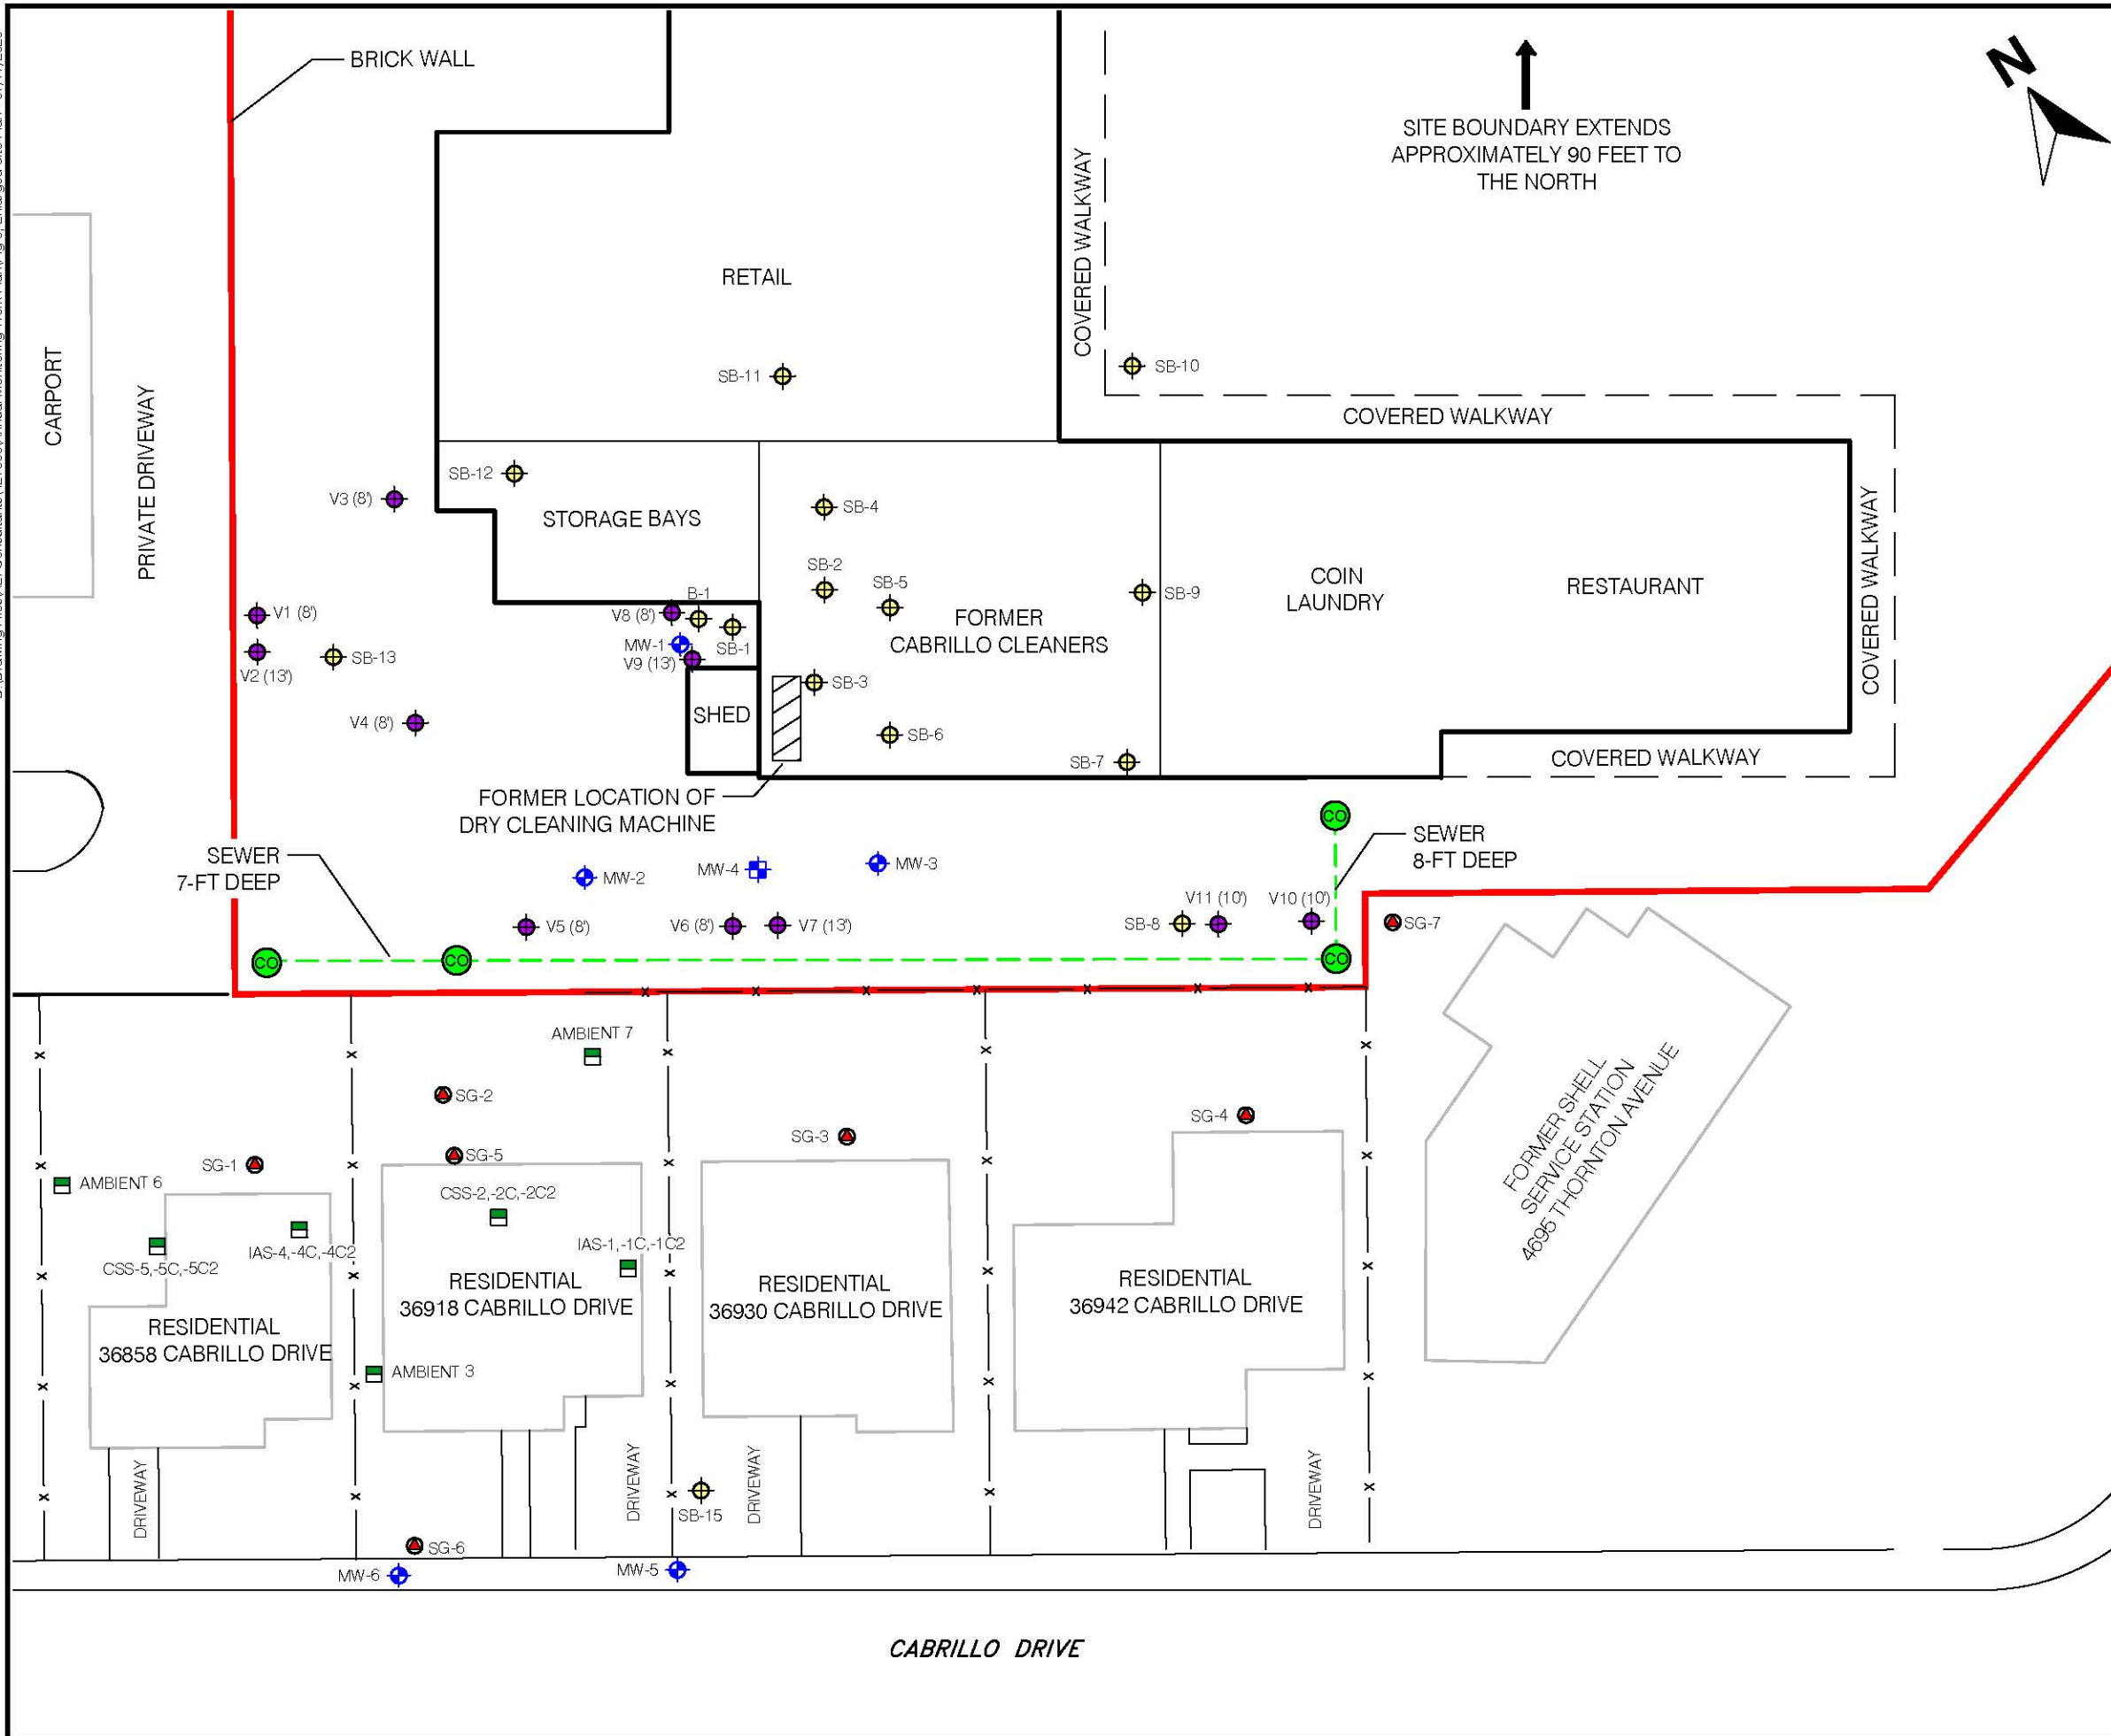 BRICK WALL
N
SITE BOUNDARY EXTENDS
APPROXIMATELY 90 FEET TO
THE NORTH
COVERED WALKWAY
RETAIL
CARPORT
PRIVATE DRIVEWAY
SB-11
SB-10
COVERED WALKWAY
SB-12
V3 (8')
STORAGE BAYS
SB-4
COVERED WALKWAY
SB-2
SB-5
B-1
SB-9
COIN
LAUNDRY
RESTAURANT
V1 (8')
V8 (8')
FORMER
CABRILLO CLEANERS
MW-1
SB-1
V9 (13')
SB-13
V2 (13')
SB-3
V4 (8')
SHED
SB-6
SB-7
COVERED WALKWAY
FORMER LOCATION OF
DRY CLEANING MACHINE
SEWER
7-FT DEEP
CO
SEWER
8-FT DEEP
MW-2
MW-4
MW-3
V5 (8')
V6 (8')
V7 (13')
SB-8
V11 (10')
V10 (10')
SG-7
CO
CO
CO
AMBIENT 7
SG-2
SG-4
SG-3
SG-1
SG-5
AMBIENT 6
CSS-2,-2C,-2C2
IAS-4,-4C,-4C2
CSS-5,-5C,-5C2
IAS-1,-1C,-1C2
FORMER SHELL
SERVICE STATION
4695 THORNTON AVENUE
RESIDENTIAL
36858 CABRILLO DRIVE
RESIDENTIAL
36918 CABRILLO DRIVE
RESIDENTIAL
36930 CABRILLO DRIVE
RESIDENTIAL
36942 CABRILLO DRIVE
AMBIENT 3
DRIVEWAY
DRIVEWAY
DRIVEWAY
DRIVEWAY
SB-15
SG-6
MW-6
MW-5
CABRILLO DRIVE